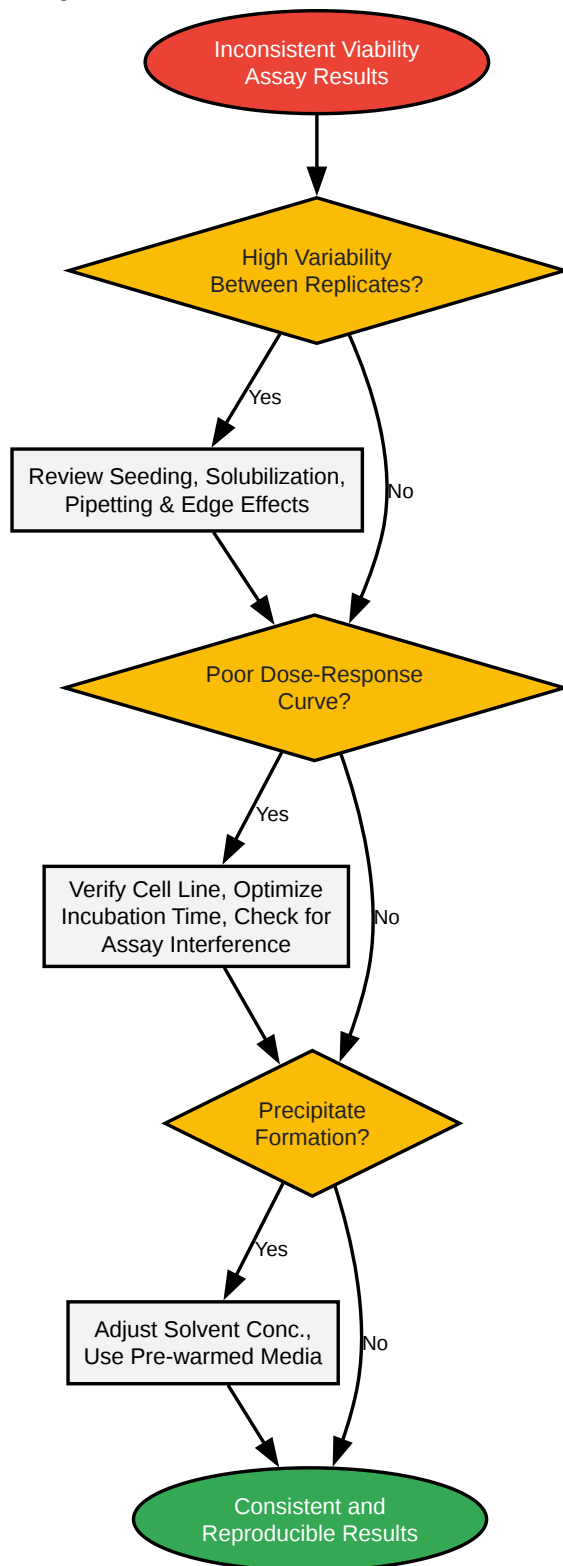 Inconsistent Viability
Assay Results
High Variability
Between Replicates?
Yes
Review Seeding, Solubilization,
Pipetting & Edge Effects
No
Poor Dose-Response
Curve?
Yes
Verify Cell Line, Optimize
Incubation Time, Check for
Assay Interference
No
Precipitate
Formation?
Yes
Adjust Solvent Conc.,
Use Pre-warmed Media
No
Consistent and
Reproducible Results